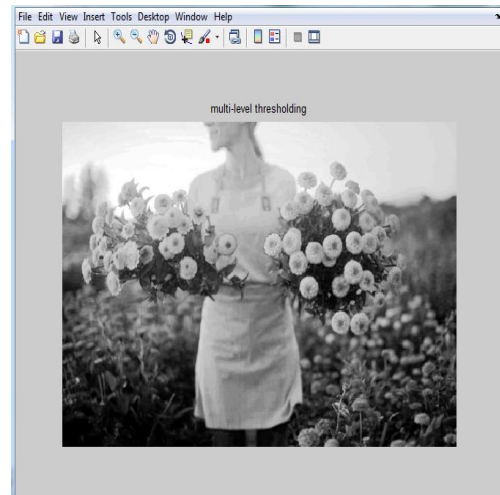 File Edit View Insert Tools Desktop Window Help
multi-level thresholding